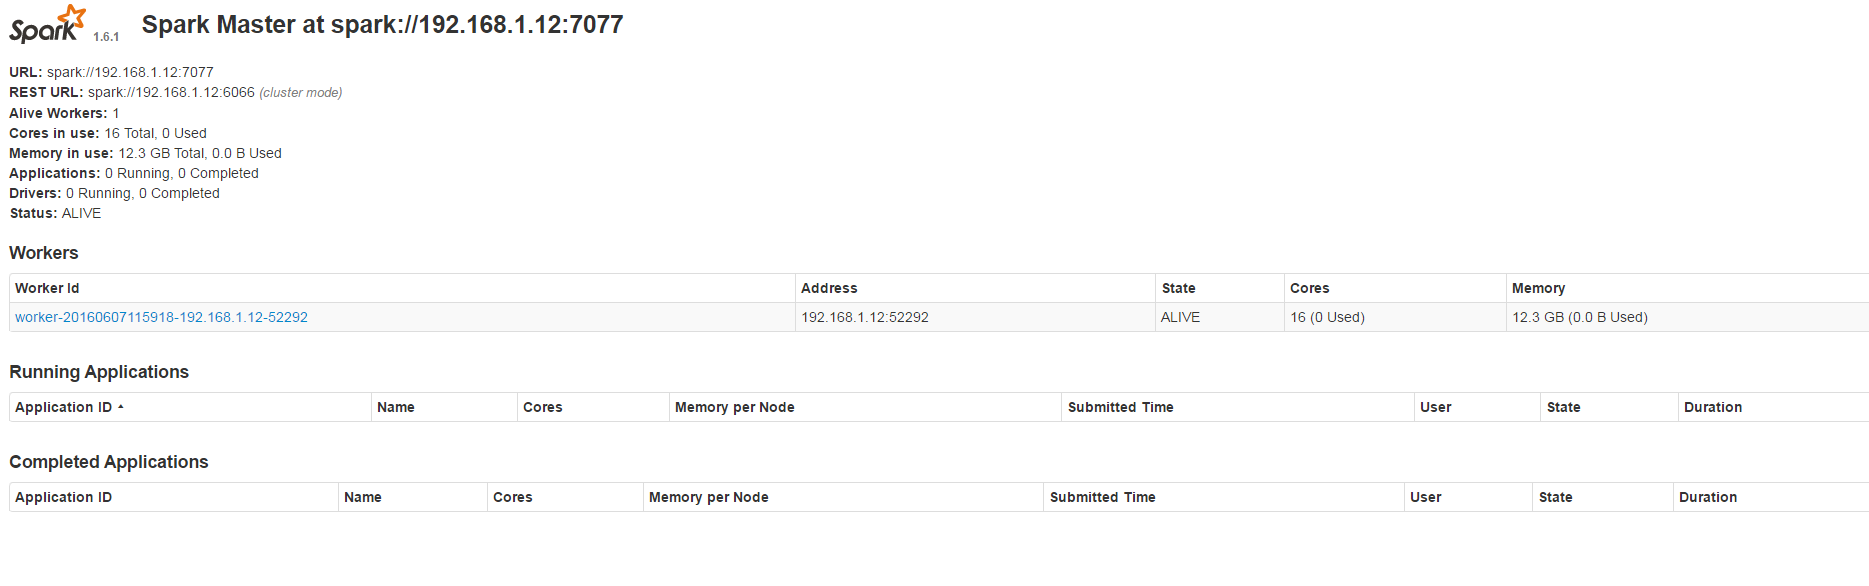 Spark 1.6.1 Spark Master at spark://192.168.1.12:7077
URL: spark://192.168.1.12:7077
REST URL: spark://192.168.1.12:6066 (cluster mode)
Alive Workers: 1
Cores in use: 16 Total, 0 Used
Memory in use: 12.3 GB Total, 0.0 B Used
Applications: 0 Running, 0 Completed
Drivers: 0 Running, 0 Completed
Status: ALIVE
Workers
Worker Id Address State Cores Memory
worker-20160607115918-192.168.1.12-52292 192.168.1.12:52292 ALIVE 16 (0 Used) 12.3 GB (0.0 B Used)
Running Applications
Application ID Name Cores Memory per Node Submitted Time User State Duration
Completed Applications
Application ID Name Cores Memory per Node Submitted Time User State Duration